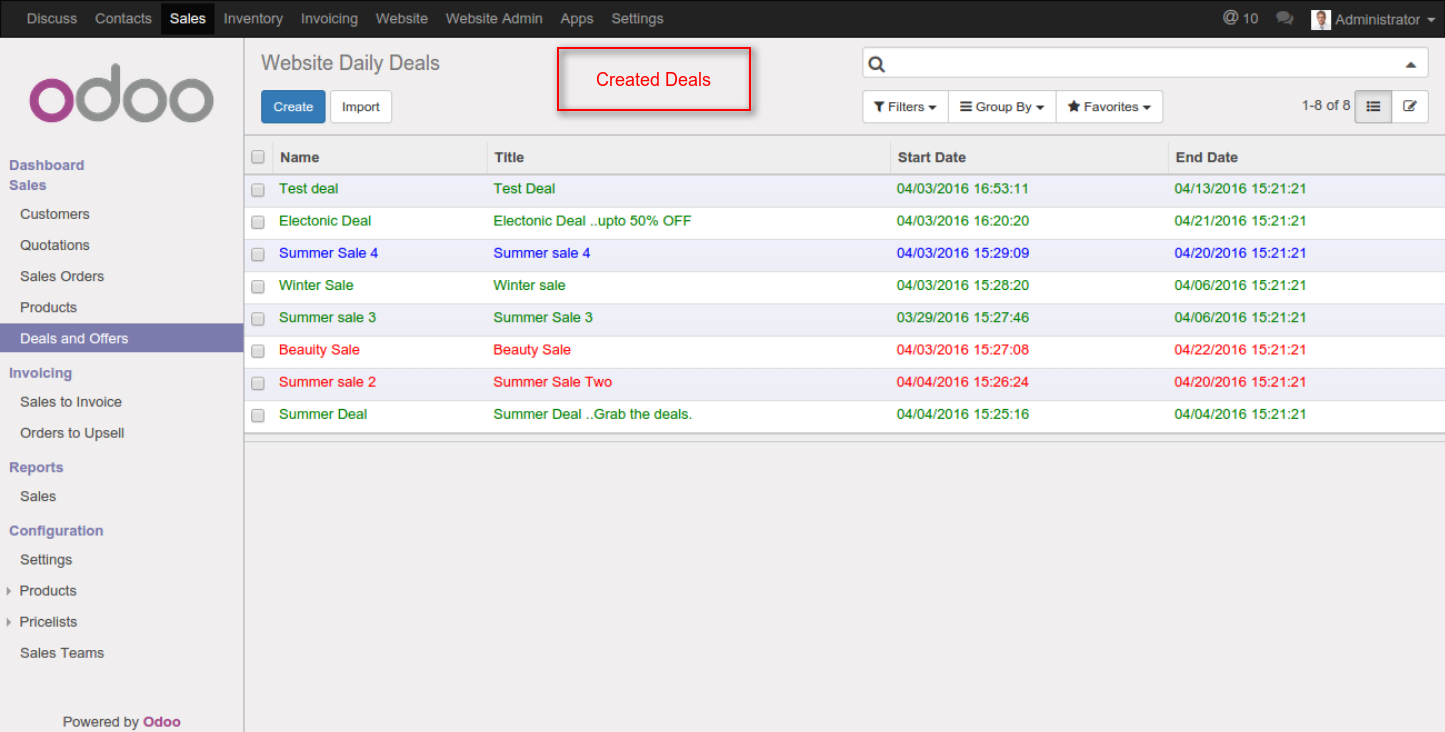 Discuss Contacts Sales Inventory Invoicing Website Website Admin Apps Settings @ 10 Administrator
odoo
Dashboard
Sales
Customers
Quotations
Sales Orders
Products
Deals and Offers
Invoicing
Sales to Invoice
Orders to Upsell
Reports
Sales
Configuration
Settings
Products
Pricelists
Sales Teams
Powered by Odoo
Website Daily Deals
Created Deals
Create Import
Filters Group By Favorites 1-8 of 8
Name Title Start Date End Date
Test deal Test Deal 04/03/2016 16:53:11 04/13/2016 15:21:21
Electonic Deal Electonic Deal ..upto 50% OFF 04/03/2016 16:20:20 04/21/2016 15:21:21
Summer Sale 4 Summer sale 4 04/03/2016 15:29:09 04/20/2016 15:21:21
Winter Sale Winter sale 04/03/2016 15:28:20 04/06/2016 15:21:21
Summer sale 3 Summer Sale 3 03/29/2016 15:27:46 04/06/2016 15:21:21
Beauity Sale Beauty Sale 04/03/2016 15:27:08 04/22/2016 15:21:21
Summer sale 2 Summer Sale Two 04/04/2016 15:26:24 04/20/2016 15:21:21
Summer Deal Summer Deal ..Grab the deals. 04/04/2016 15:25:16 04/04/2016 15:21:21